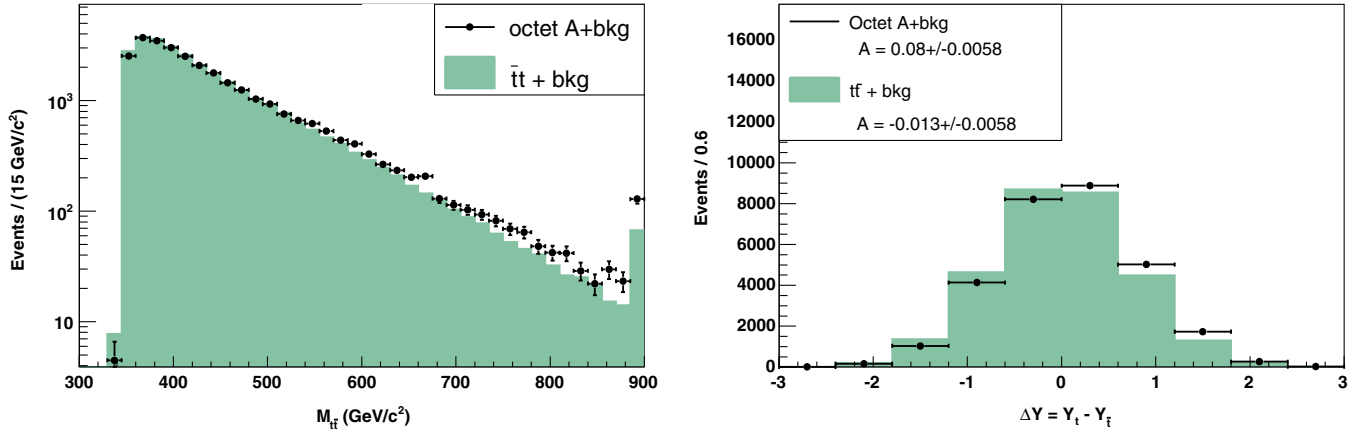 octet A+bkg
t̄t + bkg
Events / (15 GeV/c²)
10³
10²
10
300 400 500 600 700 800 900
M_tt̄ (GeV/c²)
Octet A+bkg
A = 0.08+/-0.0058
tt̄ + bkg
A = -0.013+/-0.0058
Events / 0.6
16000
14000
12000
10000
8000
6000
4000
2000
0
-3 -2 -1 0 1 2 3
ΔY = Y_t - Y_t̄